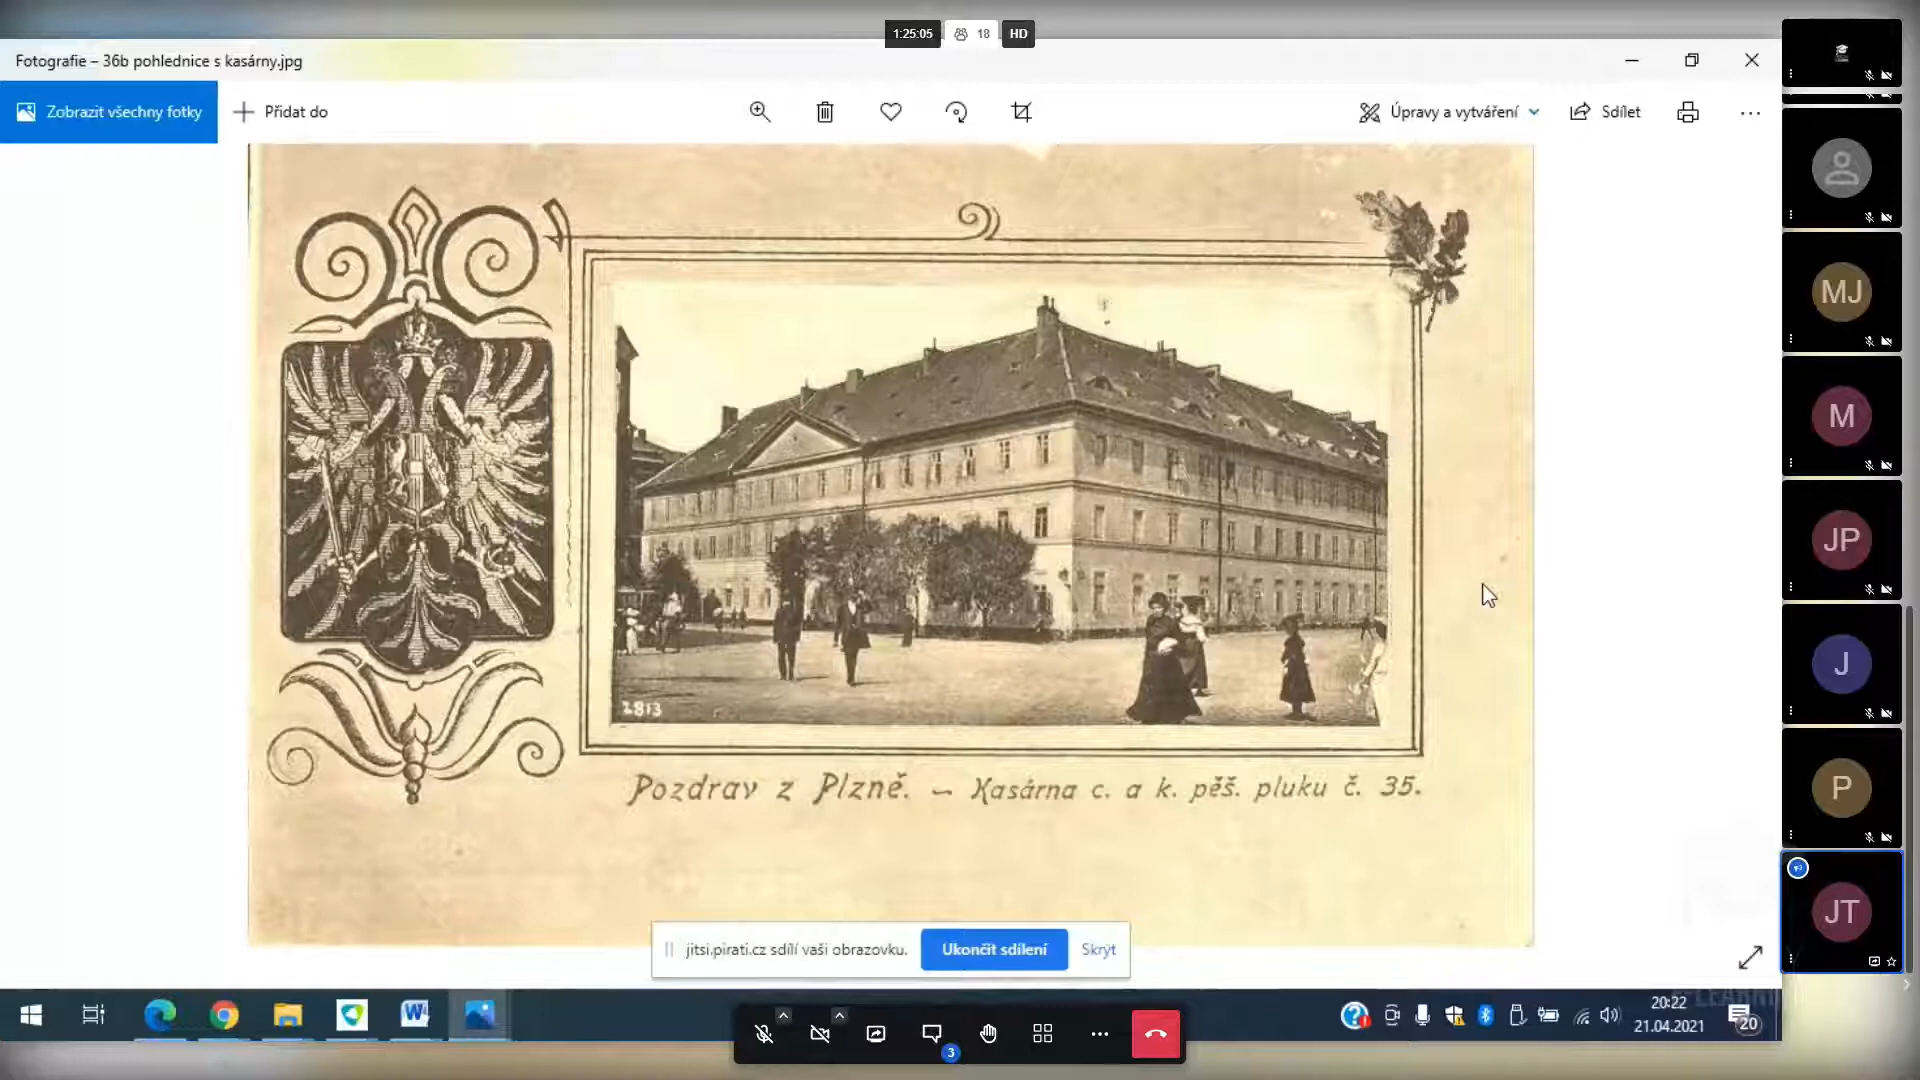 1:25:05
18
HD
Fotografie – 36b pohlednice s kasárny.jpg
Zobrazit všechny fotky
Přidat do
Úpravy a vytváření
Sdílet
MJ
M
JP
J
P
JT
2813
Pozdrav z Plzně. – Kasárna c. a k. pěš. pluku č. 35.
jitsi.pirati.cz sdílí vaši obrazovku.
Ukončit sdílení
Skrýt
20:22
21.04.2021
20
3